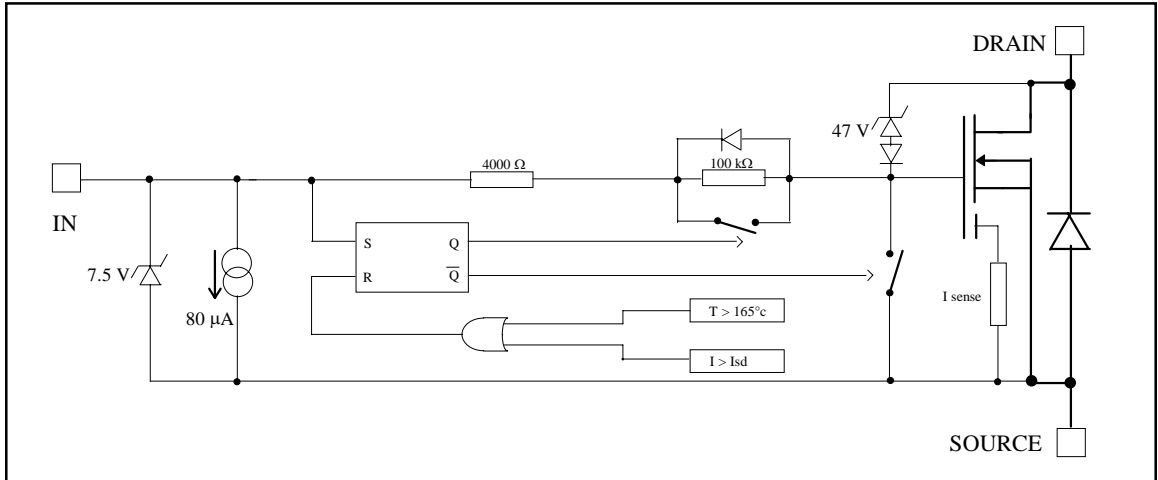 DRAIN
47 V
4000 Ω
100 kΩ
IN
S
Q
R
Q̅
7.5 V
80 µA
I sense
T > 165°c
I > Isd
SOURCE